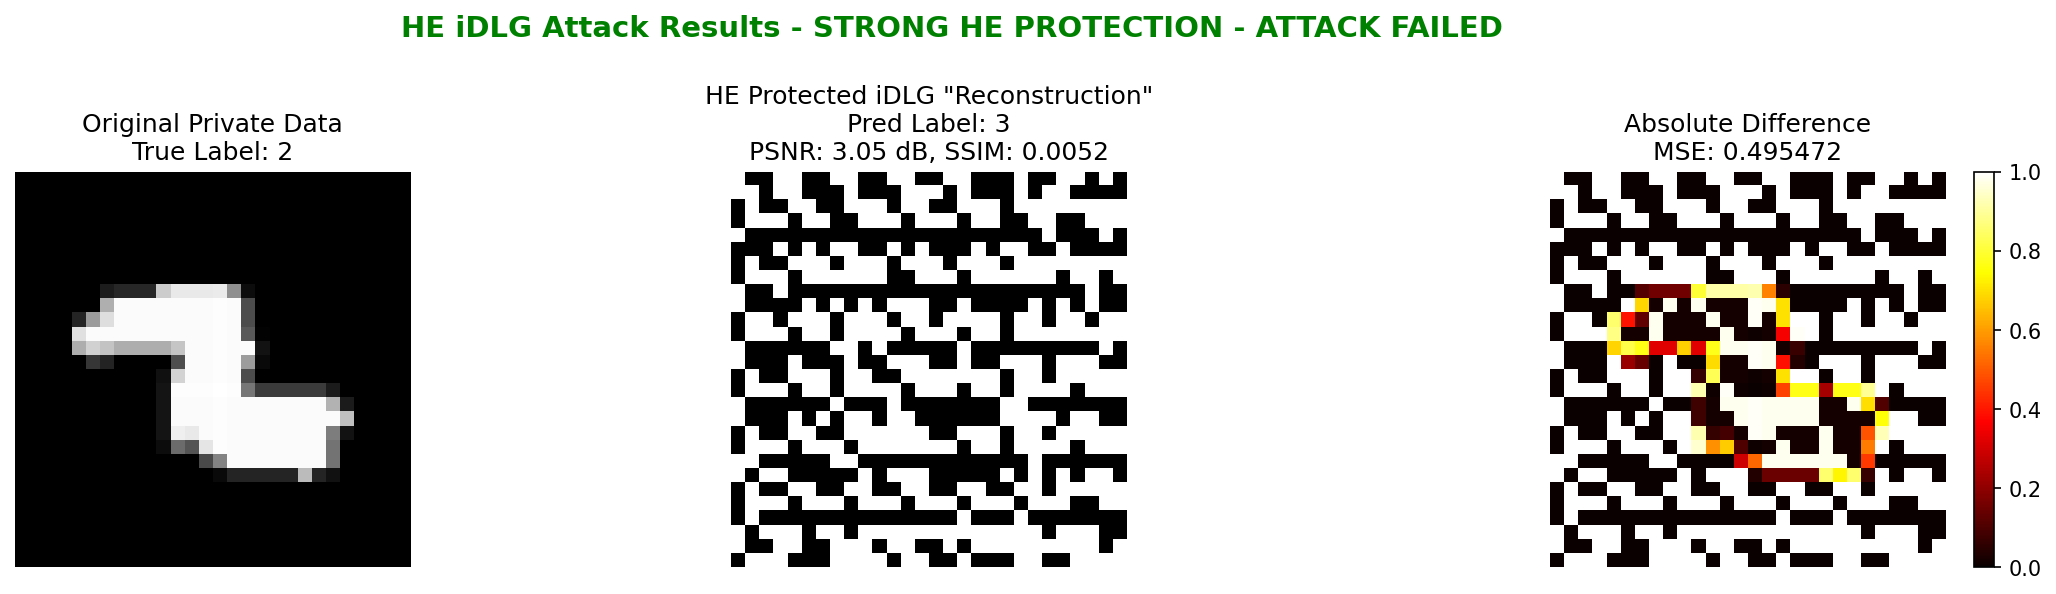 HE iDLG Attack Results - STRONG HE PROTECTION - ATTACK FAILED
Original Private Data
True Label: 2
HE Protected iDLG "Reconstruction"
Pred Label: 3
PSNR: 3.05 dB, SSIM: 0.0052
Absolute Difference
MSE: 0.495472
1.0
0.8
0.6
0.4
0.2
0.0